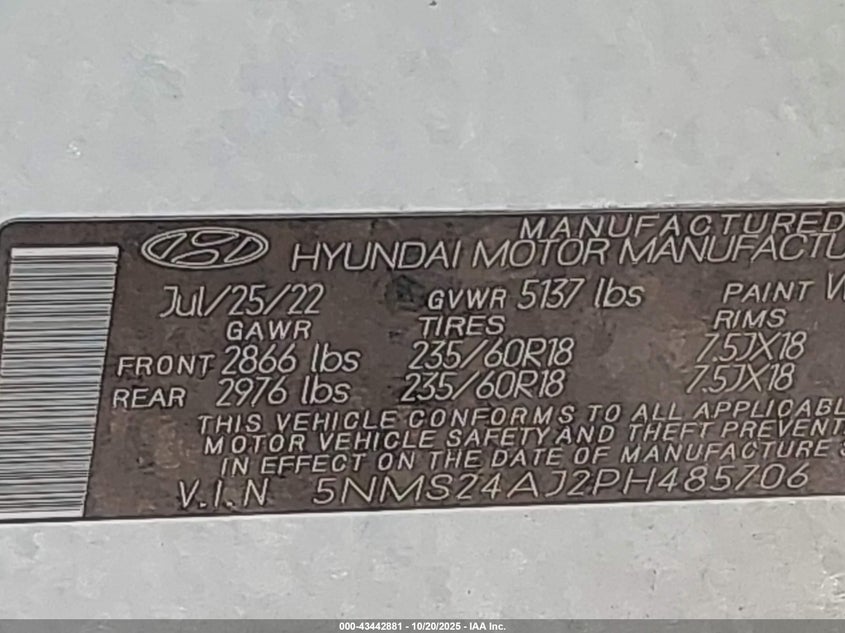 MANUFACTURED
HYUNDAI MOTOR MANUFACTU
Jul/25/22 GVWR 5137 lbs PAINT
GAWR TIRES RIMS
FRONT 2866 lbs 235/60R18 7.5JX18
REAR 2976 lbs 235/60R18 7.5JX18
THIS VEHICLE CONFORMS TO ALL APPLICABL
MOTOR VEHICLE SAFETY AND THEFT PREVENT
IN EFFECT ON THE DATE OF MANUFACTURE
V.I.N 5NMS24AJ2PH485706
000-43442881 - 10/20/2025 - IAA Inc.